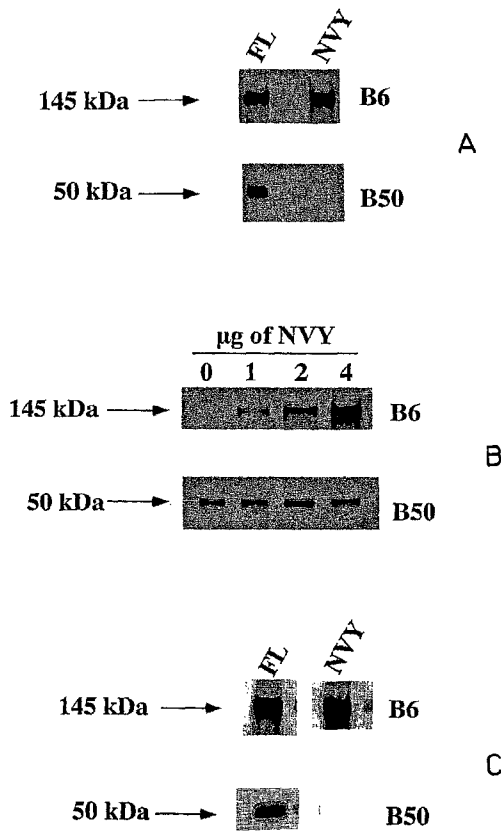 FL NVY
145 kDa B6
A
50 kDa B50
µg of NVY
0 1 2 4
145 kDa B6
B
50 kDa B50
FL NVY
145 kDa B6
C
50 kDa B50